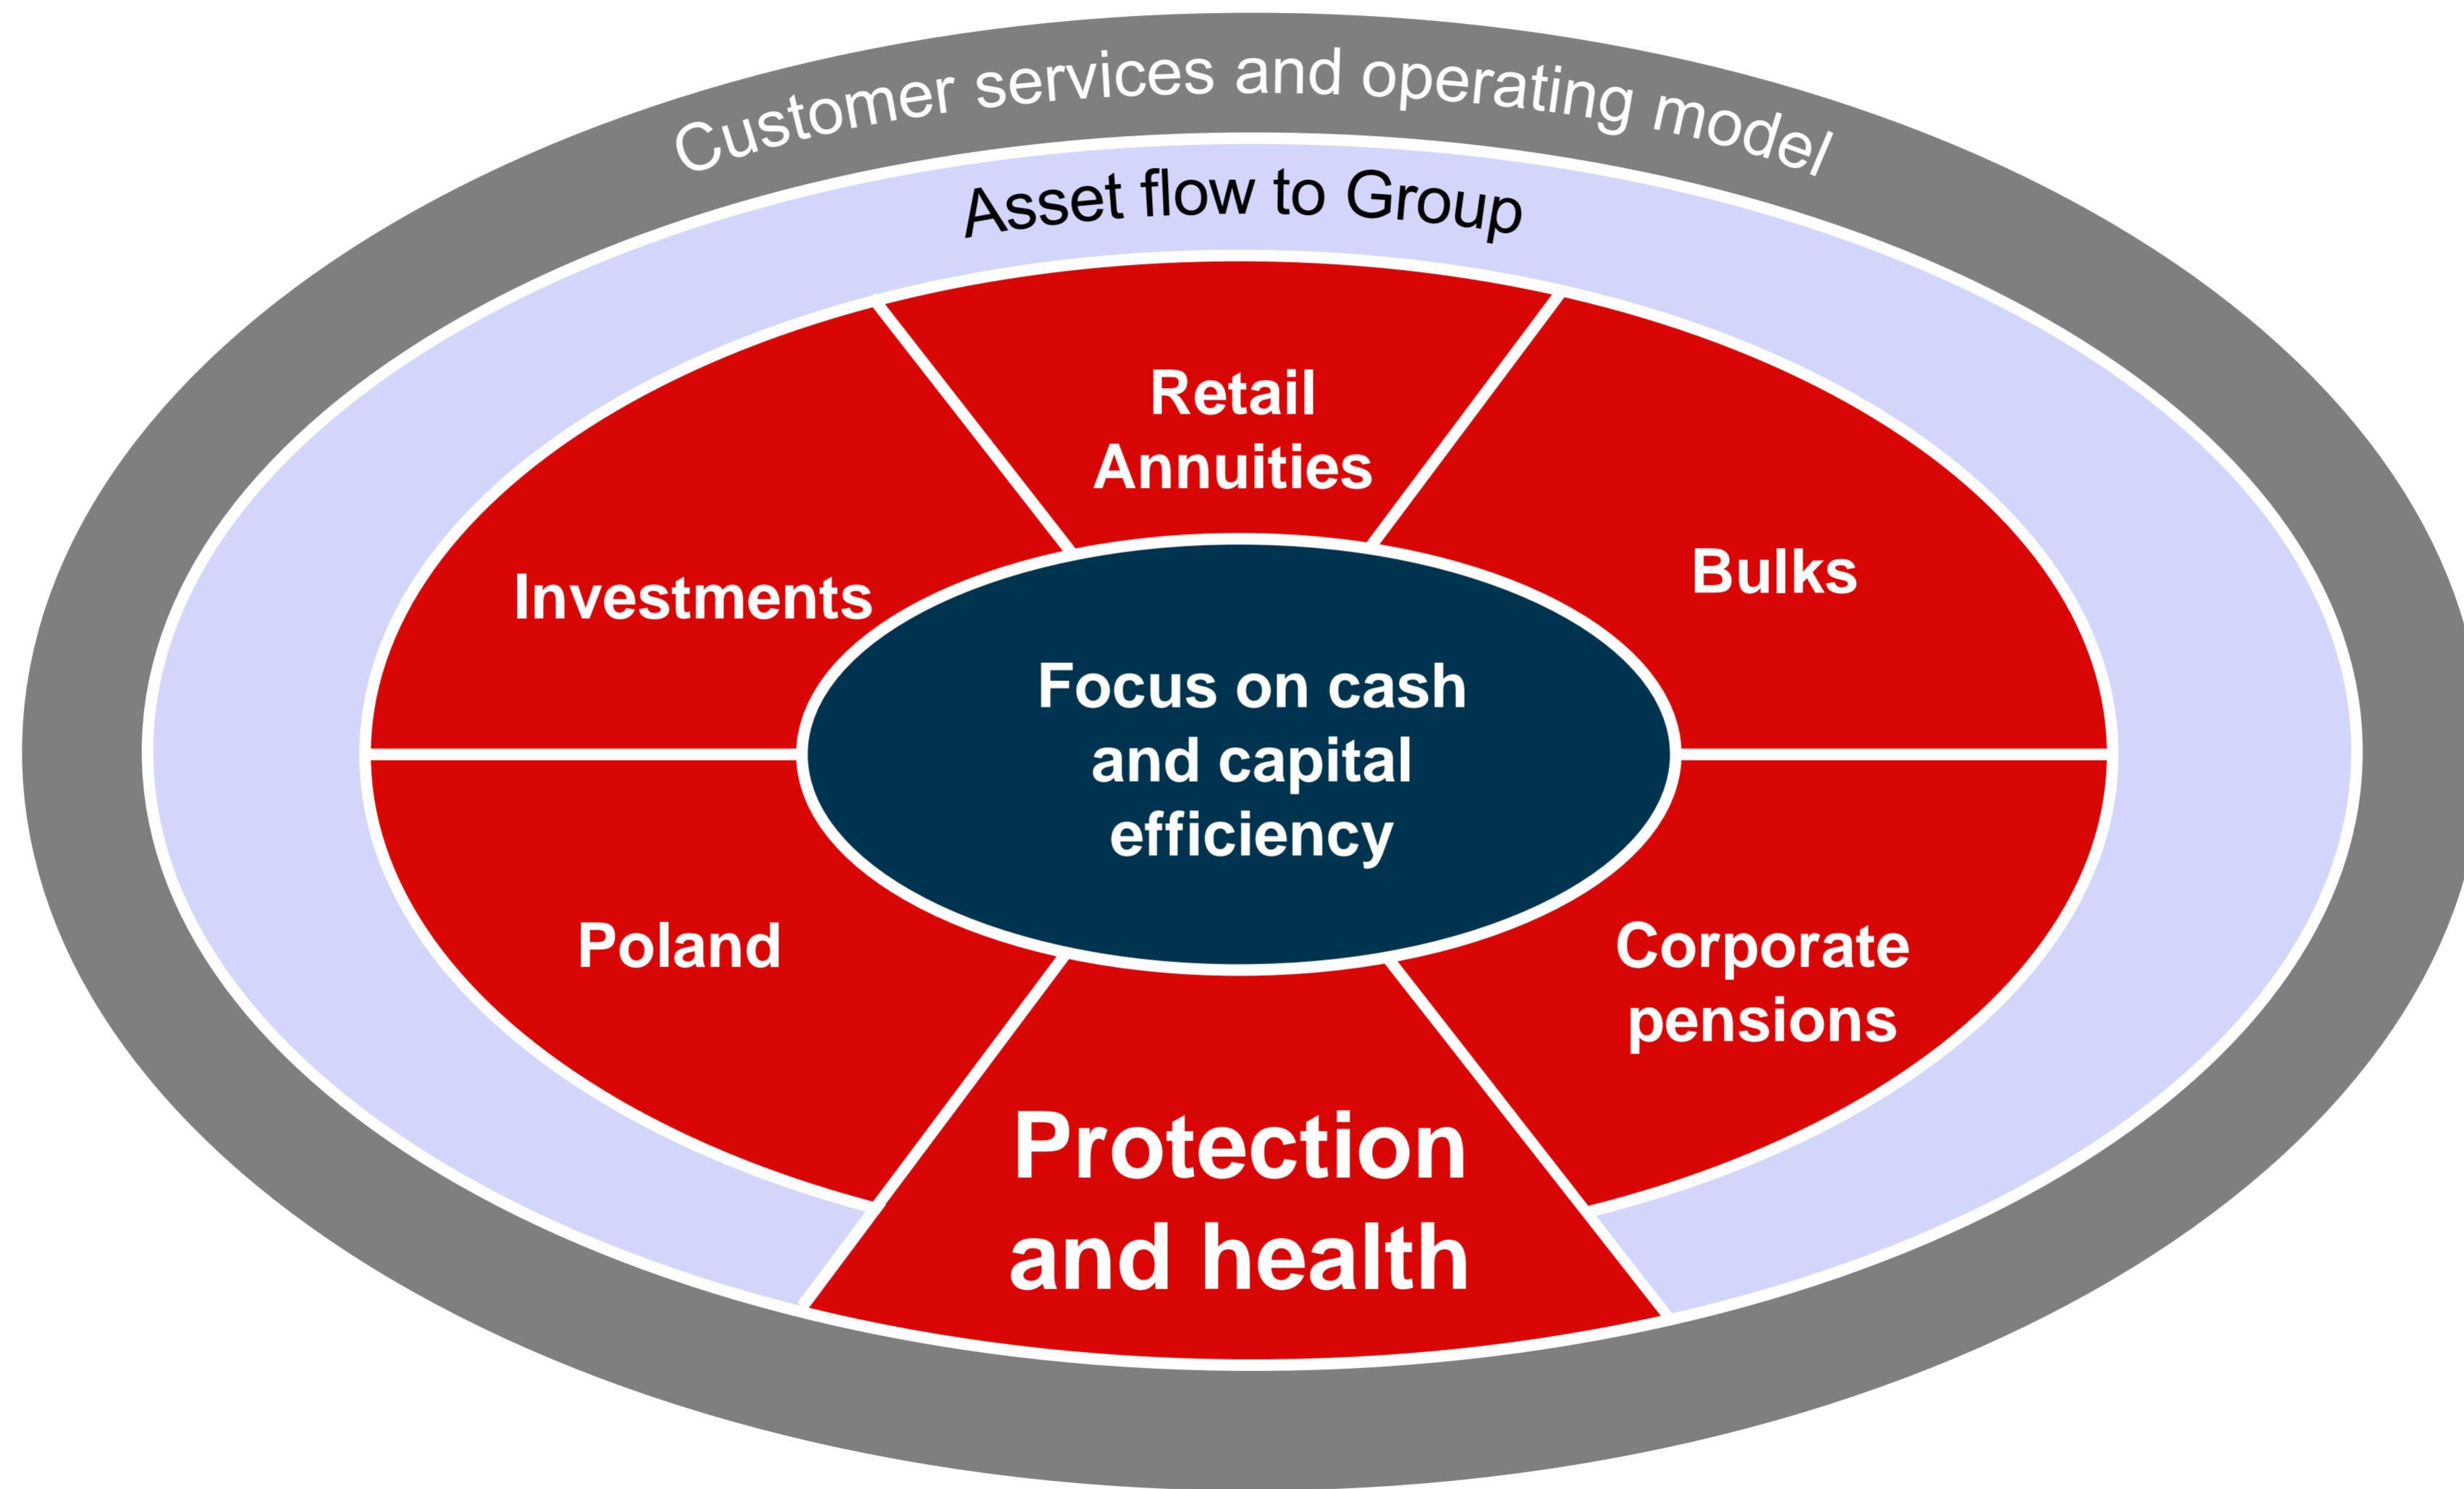 Customer services and operating model
Asset flow to Group
Retail
Annuities
Bulks
Investments
Focus on cash
and capital
efficiency
Poland
Corporate
pensions
Protection
and health